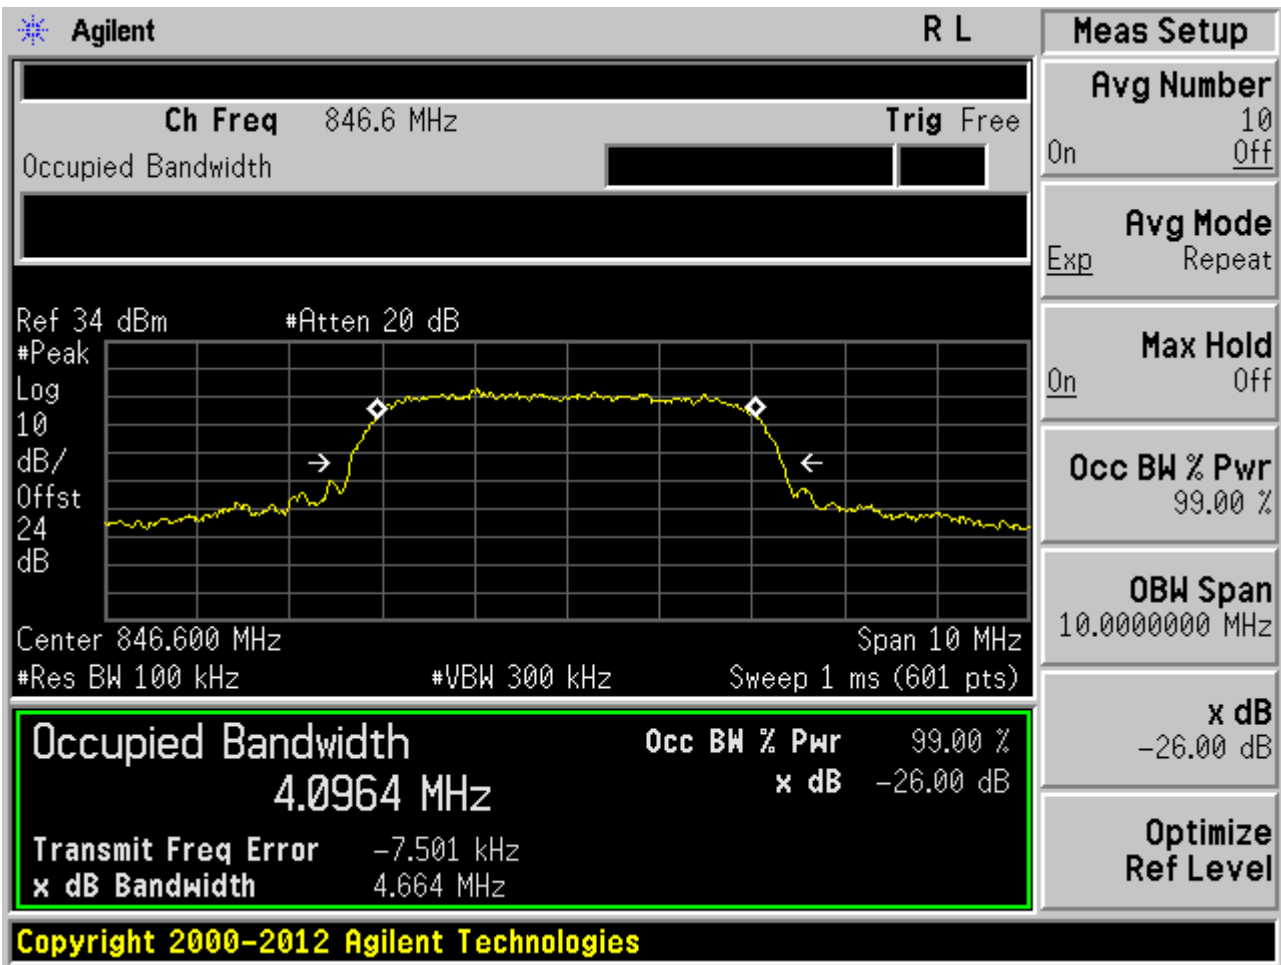 Agilent R L
Ch Freq 846.6 MHz Trig Free
Occupied Bandwidth
Ref 34 dBm #Atten 20 dB
#Peak
Log
10
dB/
Offst
24
dB
Center 846.600 MHz Span 10 MHz
#Res BW 100 kHz #VBW 300 kHz Sweep 1 ms (601 pts)
Occupied Bandwidth
4.0964 MHz
Occ BW % Pwr 99.00 %
x dB -26.00 dB
Transmit Freq Error -7.501 kHz
x dB Bandwidth 4.664 MHz
Copyright 2000-2012 Agilent Technologies
Meas Setup
Avg Number
10
On Off
Avg Mode
Exp Repeat
Max Hold
On Off
Occ BW % Pwr
99.00 %
OBW Span
10.0000000 MHz
x dB
-26.00 dB
Optimize
Ref Level